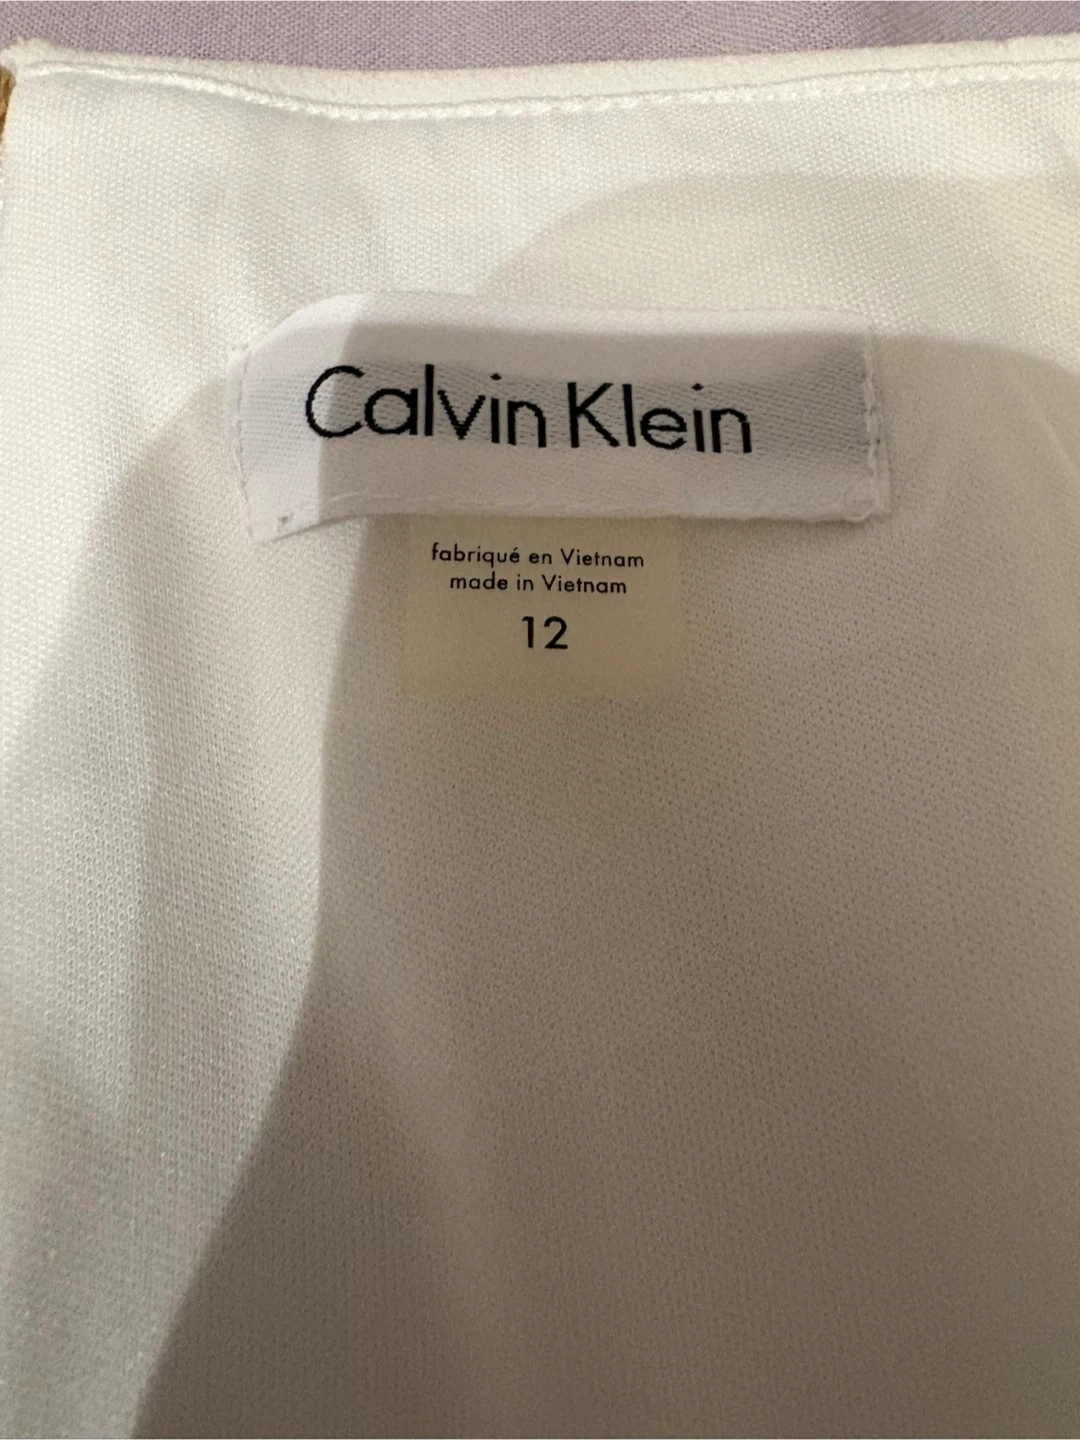 Calvin Klein
fabriqué en Vietnam
made in Vietnam
12